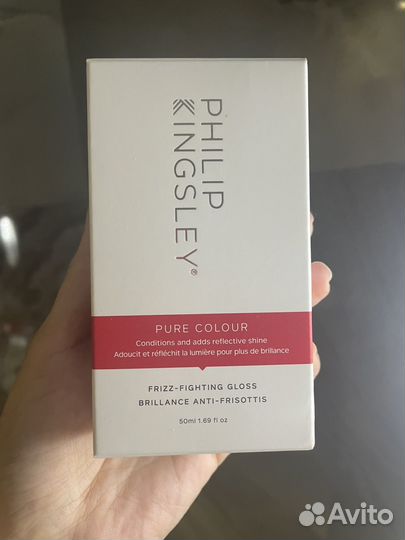 PHILIP
KINGSLEY®
PURE COLOUR
Conditions and adds reflective shine
Adoucit et réfléchit la lumière pour plus de brillance
FRIZZ-FIGHTING GLOSS
BRILLANCE ANTI-FRISOTTIS
50ml 1.69 fl oz
Avito